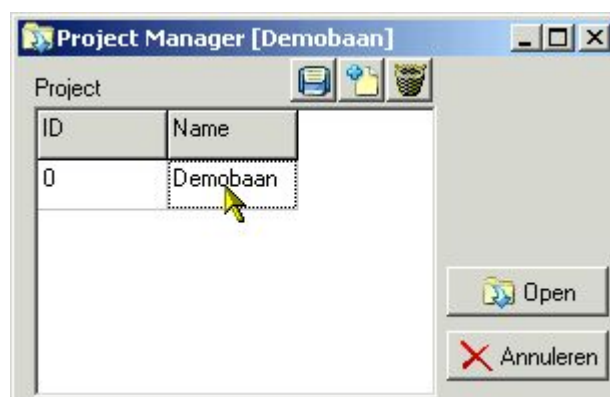 Project Manager [Demobaan]
Project
ID Name
0 Demobaan
Open
Annuleren